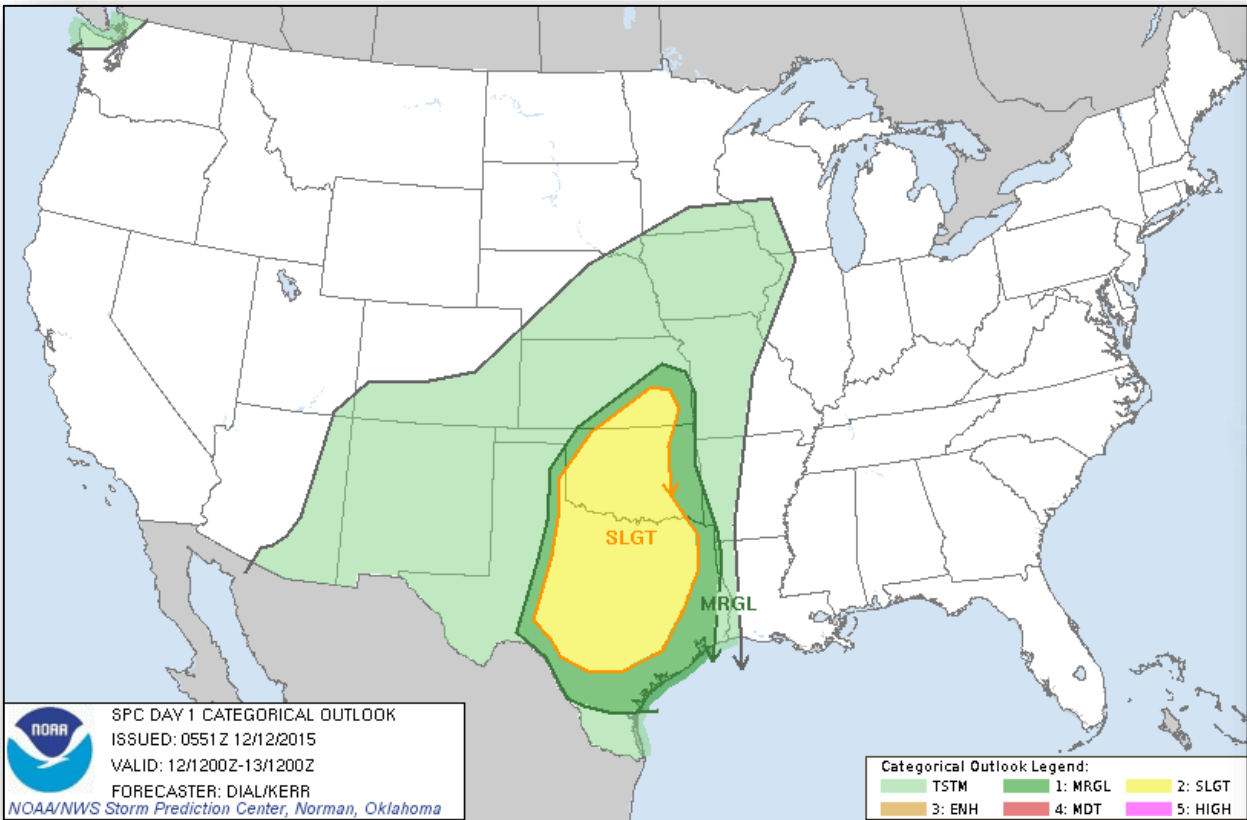 SLGT
MRGL
NOAA
SPC DAY 1 CATEGORICAL OUTLOOK
ISSUED: 0551Z 12/12/2015
VALID: 12/1200Z-13/1200Z
FORECASTER: DIAL/KERR
NOAA/NWS Storm Prediction Center, Norman, Oklahoma
Categorical Outlook Legend:
TSTM 1: MRGL 2: SLGT
3: ENH 4: MDT 5: HIGH